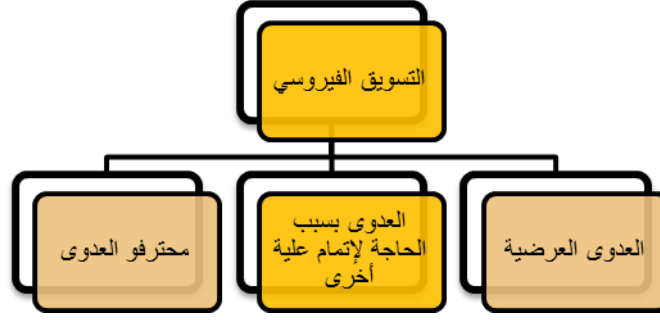 التسويق الفيروسي
العدوى العرضية
العدوى بسبب
الحاجة لإتمام علية
أخرى
محترفو العدوى